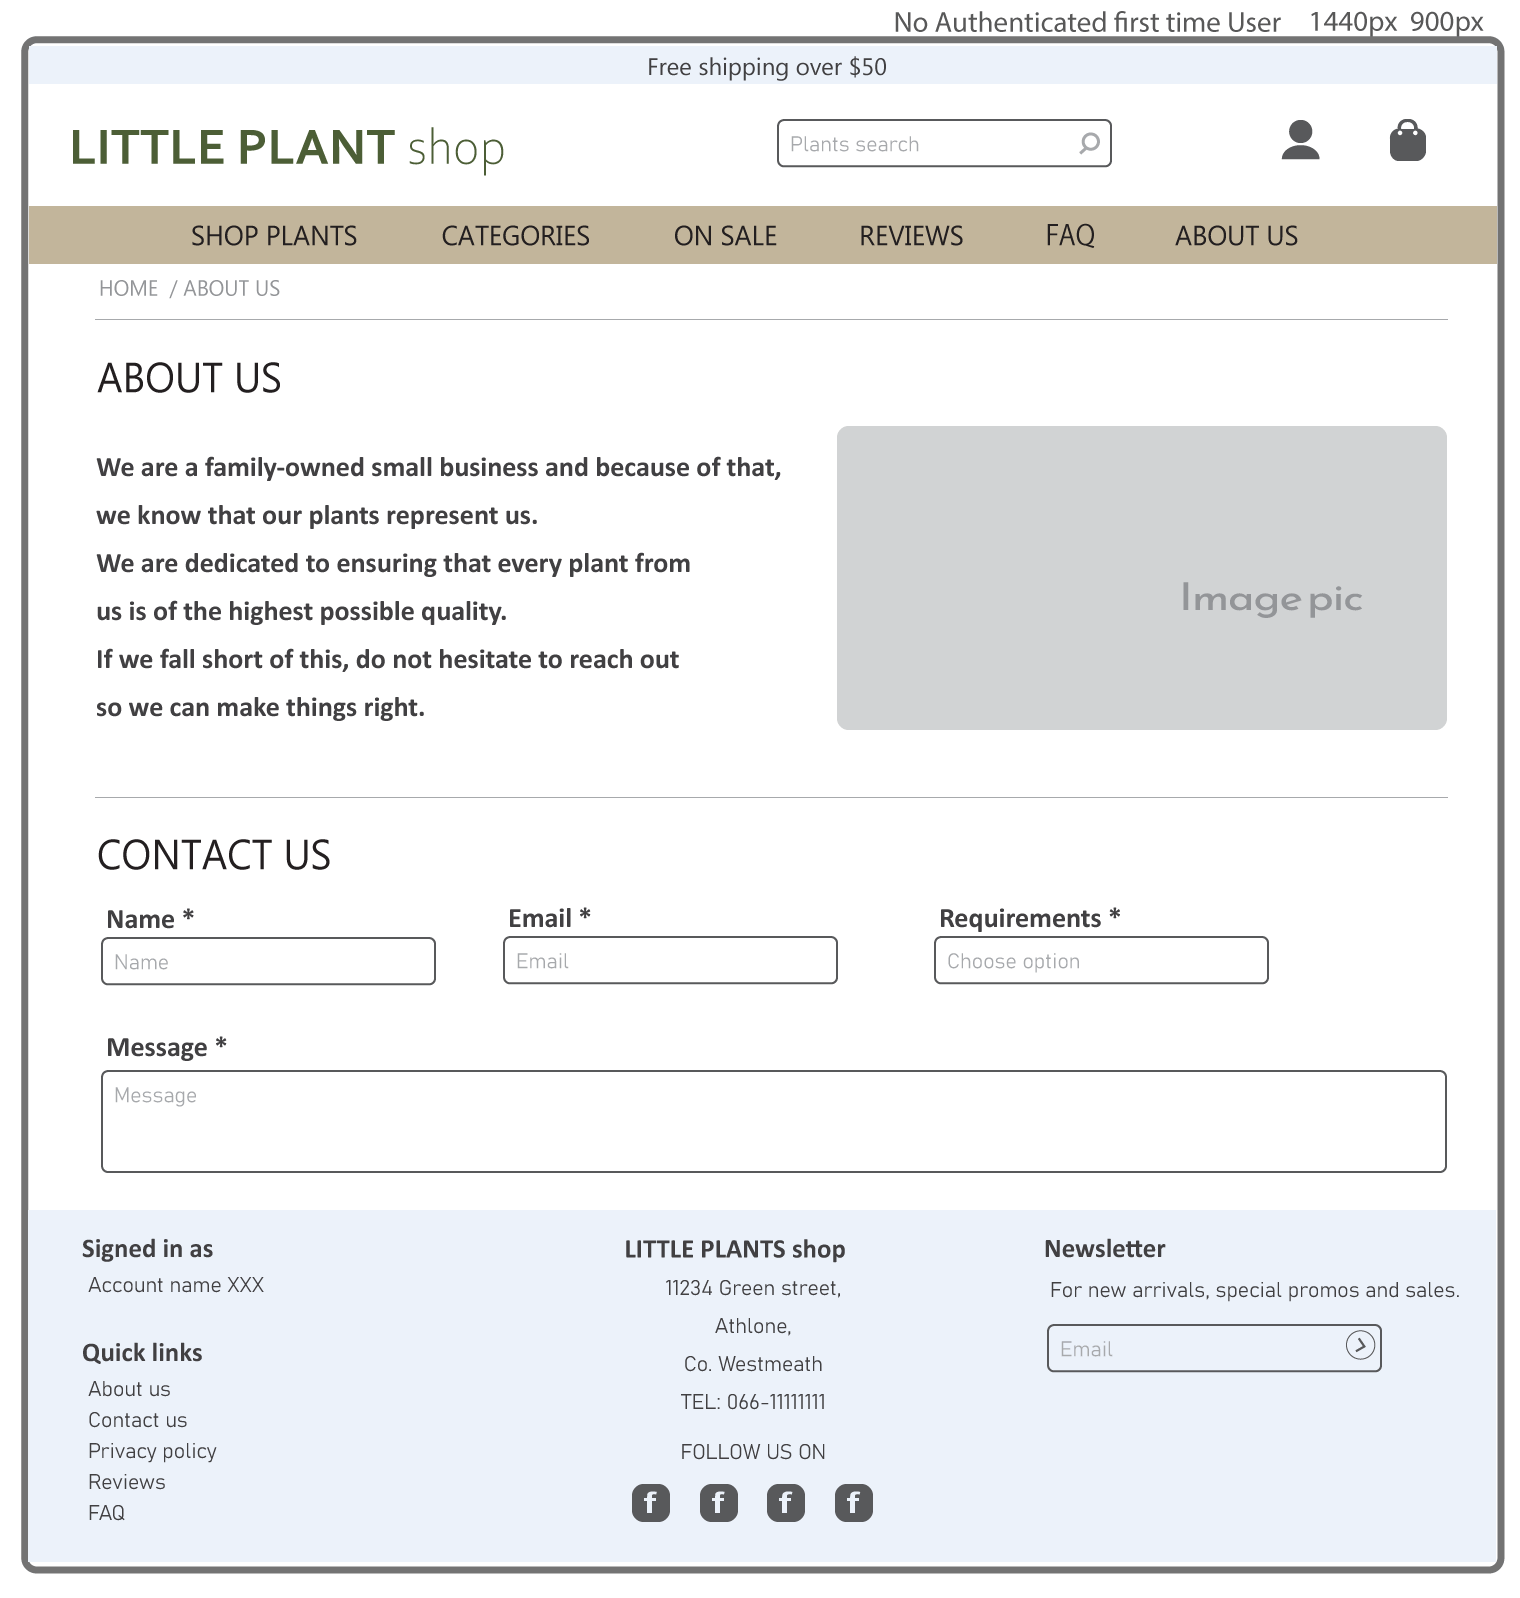 No Authenticated first time User 1440px 900px
Free shipping over $50
LITTLE PLANT shop
Plants search
SHOP PLANTS CATEGORIES ON SALE REVIEWS FAQ ABOUT US
HOME / ABOUT US
ABOUT US
We are a family-owned small business and because of that,
we know that our plants represent us.
We are dedicated to ensuring that every plant from
us is of the highest possible quality.
If we fall short of this, do not hesitate to reach out
so we can make things right.
Image pic
CONTACT US
Name * Email * Requirements *
Name Email Choose option
Message *
Message
Signed in as
Account name XXX
Quick links
About us
Contact us
Privacy policy
Reviews
FAQ
LITTLE PLANTS shop
11234 Green street,
Athlone,
Co. Westmeath
TEL: 066-11111111
FOLLOW US ON
f f f f
Newsletter
For new arrivals, special promos and sales.
Email